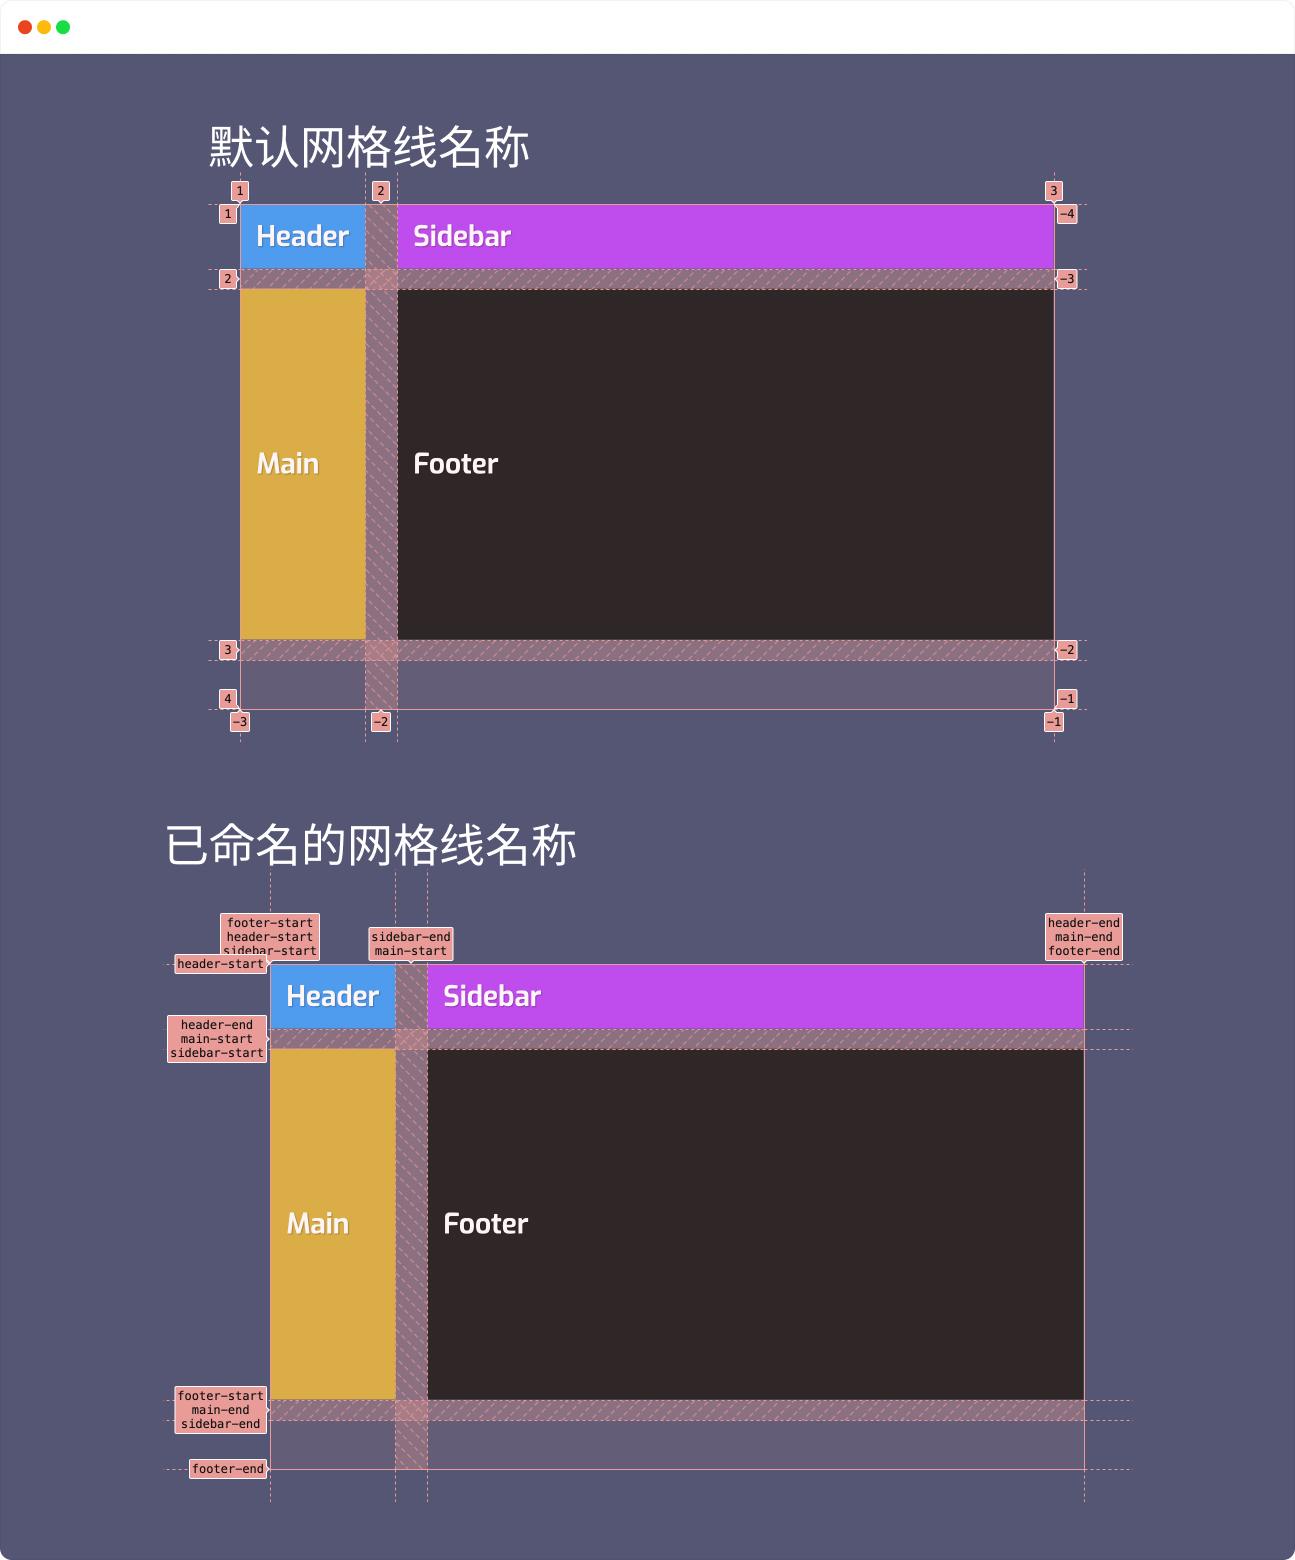 默认网格线名称
1
2
3
1
−4
Header
Sidebar
2
−3
Main
Footer
3
−2
4
−1
−3
−2
−1
已命名的网格线名称
footer−start
header−start
sidebar−start
sidebar−end
main−start
header−end
main−end
footer−end
header−start
Header
Sidebar
header−end
main−start
sidebar−start
Main
Footer
footer−start
main−end
sidebar−end
footer−end